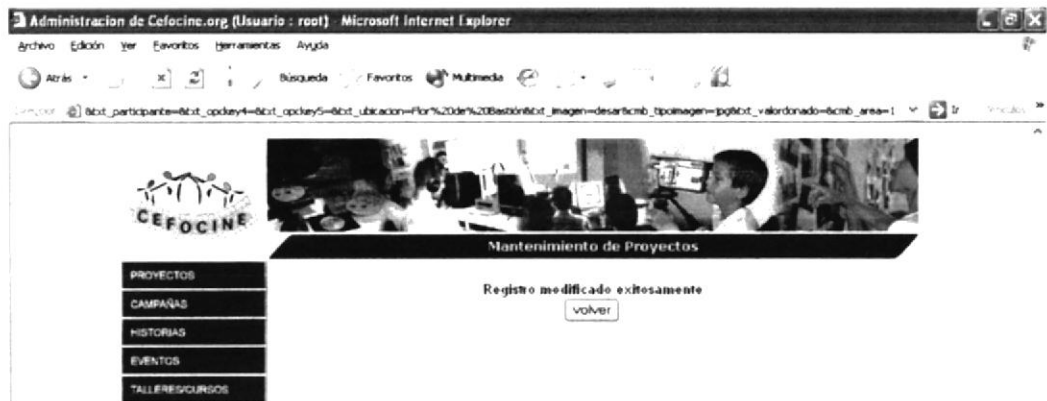 Administracion de Cefocine.org (Usuario : root) - Microsoft Internet Explorer
Archivo Edición Ver Favoritos Herramientas Ayuda
Atrás Búsqueda Favoritos Multimedia
&txt_participante=&txt_opckey4=&txt_opckey5=&txt_ubicacion=Flor%20de%20Bastión&txt_imagen=desar&cmb_tipoimagen=jpg&txt_valordonado=&cmb_area=1 Ir Vínculos »
CEFOCINE
Mantenimiento de Proyectos
PROYECTOS
CAMPAÑAS
HISTORIAS
EVENTOS
TALLERES/CURSOS
Registro modificado exitosamente
volver